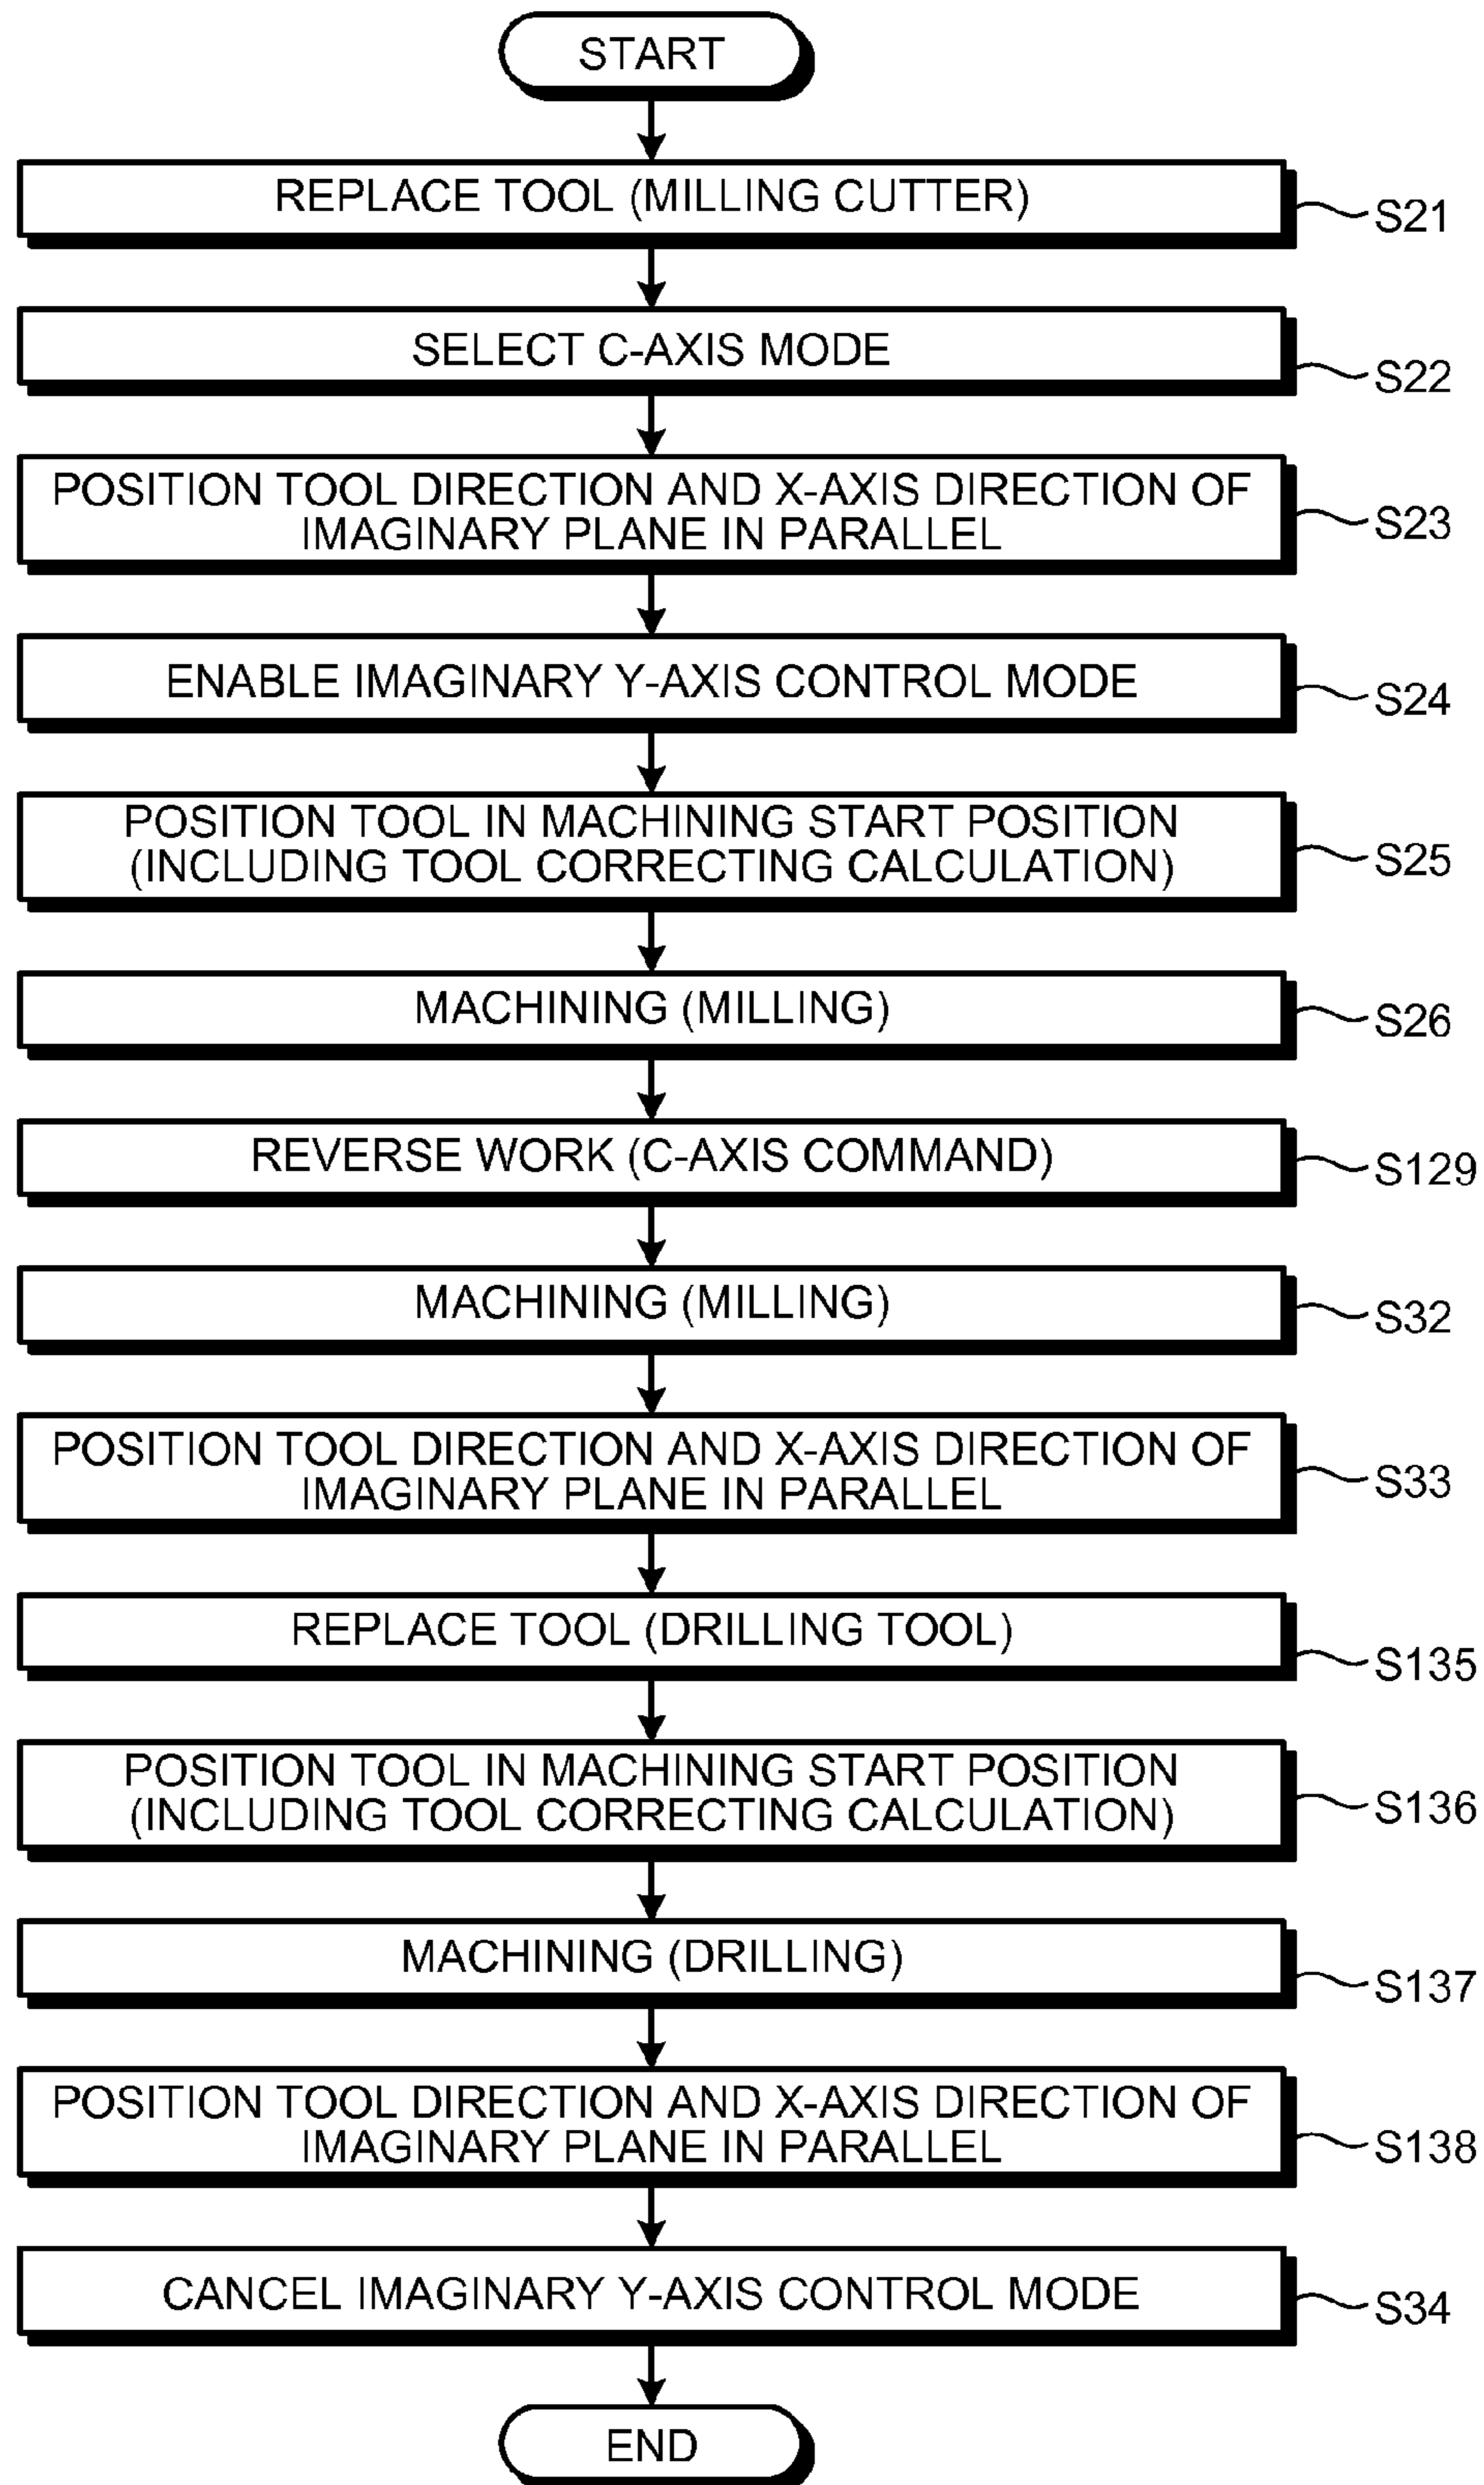 START
REPLACE TOOL (MILLING CUTTER)
S21
SELECT C-AXIS MODE
S22
POSITION TOOL DIRECTION AND X-AXIS DIRECTION OF
IMAGINARY PLANE IN PARALLEL
S23
ENABLE IMAGINARY Y-AXIS CONTROL MODE
S24
POSITION TOOL IN MACHINING START POSITION
(INCLUDING TOOL CORRECTING CALCULATION)
S25
MACHINING (MILLING)
S26
REVERSE WORK (C-AXIS COMMAND)
S129
MACHINING (MILLING)
S32
POSITION TOOL DIRECTION AND X-AXIS DIRECTION OF
IMAGINARY PLANE IN PARALLEL
S33
REPLACE TOOL (DRILLING TOOL)
S135
POSITION TOOL IN MACHINING START POSITION
(INCLUDING TOOL CORRECTING CALCULATION)
S136
MACHINING (DRILLING)
S137
POSITION TOOL DIRECTION AND X-AXIS DIRECTION OF
IMAGINARY PLANE IN PARALLEL
S138
CANCEL IMAGINARY Y-AXIS CONTROL MODE
S34
END